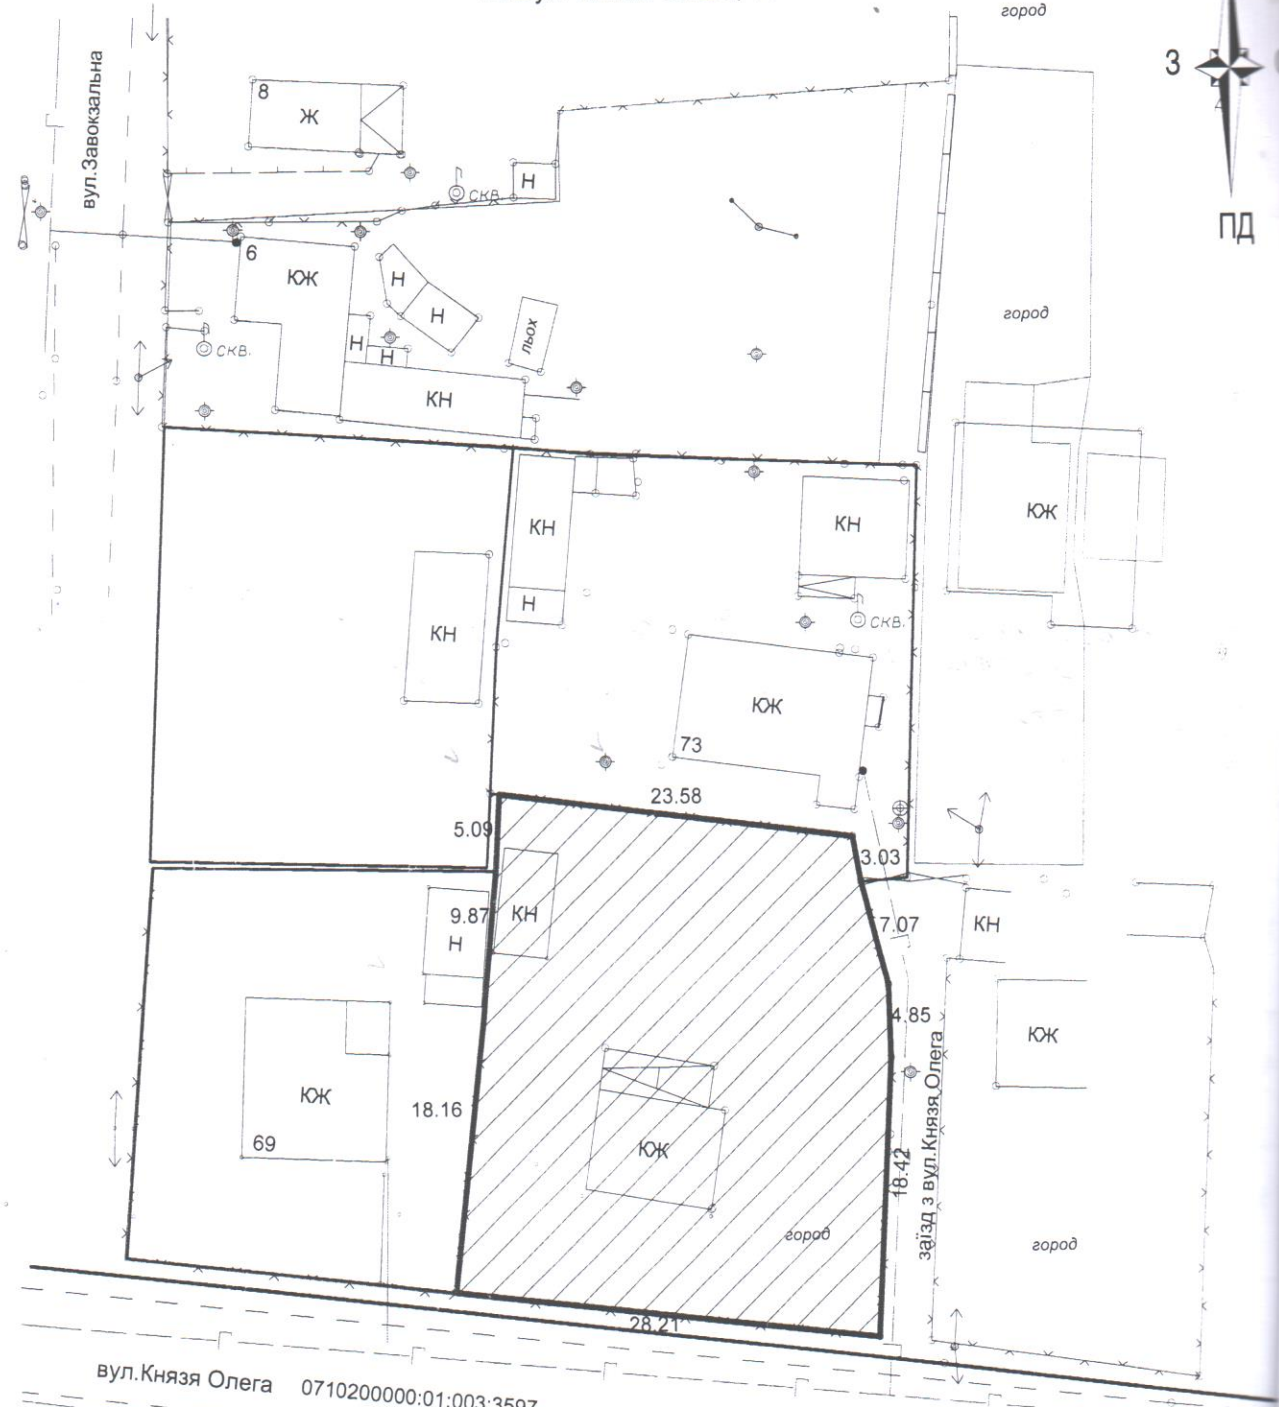 город
З
ПД
вул.Завокзальна
8
Ж
Н
скв.
6
КЖ
Н
Н
льох
город
скв.
Н
Н
КН
КН
КН
КЖ
Н
КН
скв.
КЖ
73
23.58
5.09
3.03
9.87
КН
7.07
КН
Н
4.85
КЖ
заїзд з вул.Князя Олега
КЖ
18.16
69
КЖ
18.42
город
город
28.21
вул.Князя Олега 0710200000:01:003:3597